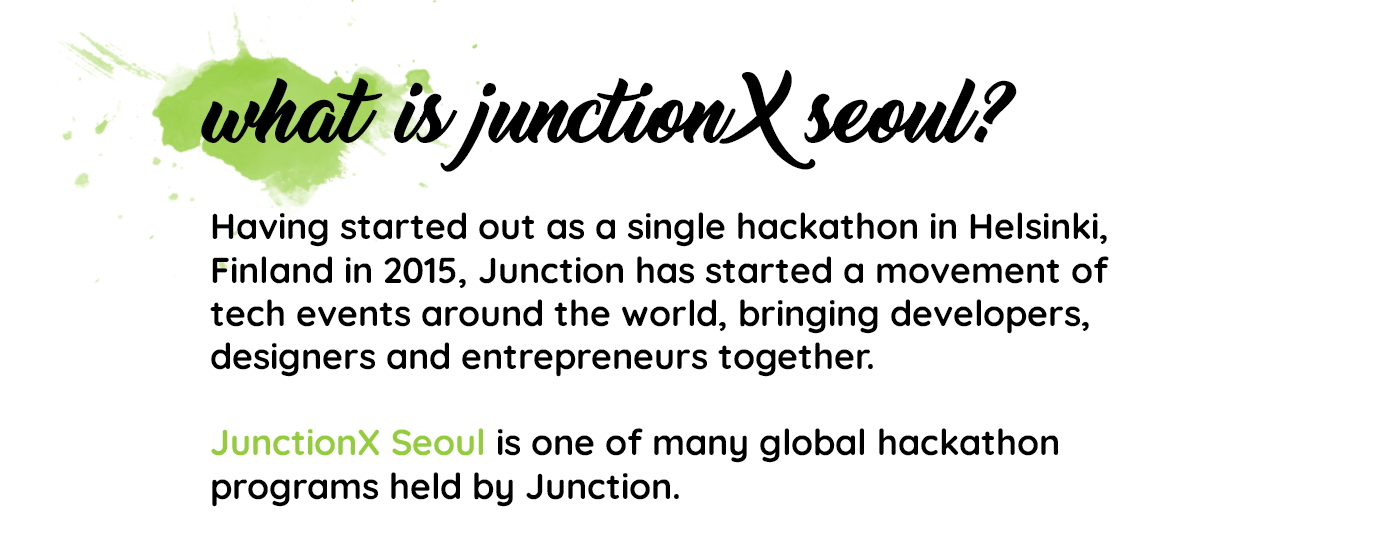 what is junctionX seoul?
Having started out as a single hackathon in Helsinki,
Finland in 2015, Junction has started a movement of
tech events around the world, bringing developers,
designers and entrepreneurs together.
JunctionX Seoul is one of many global hackathon
programs held by Junction.